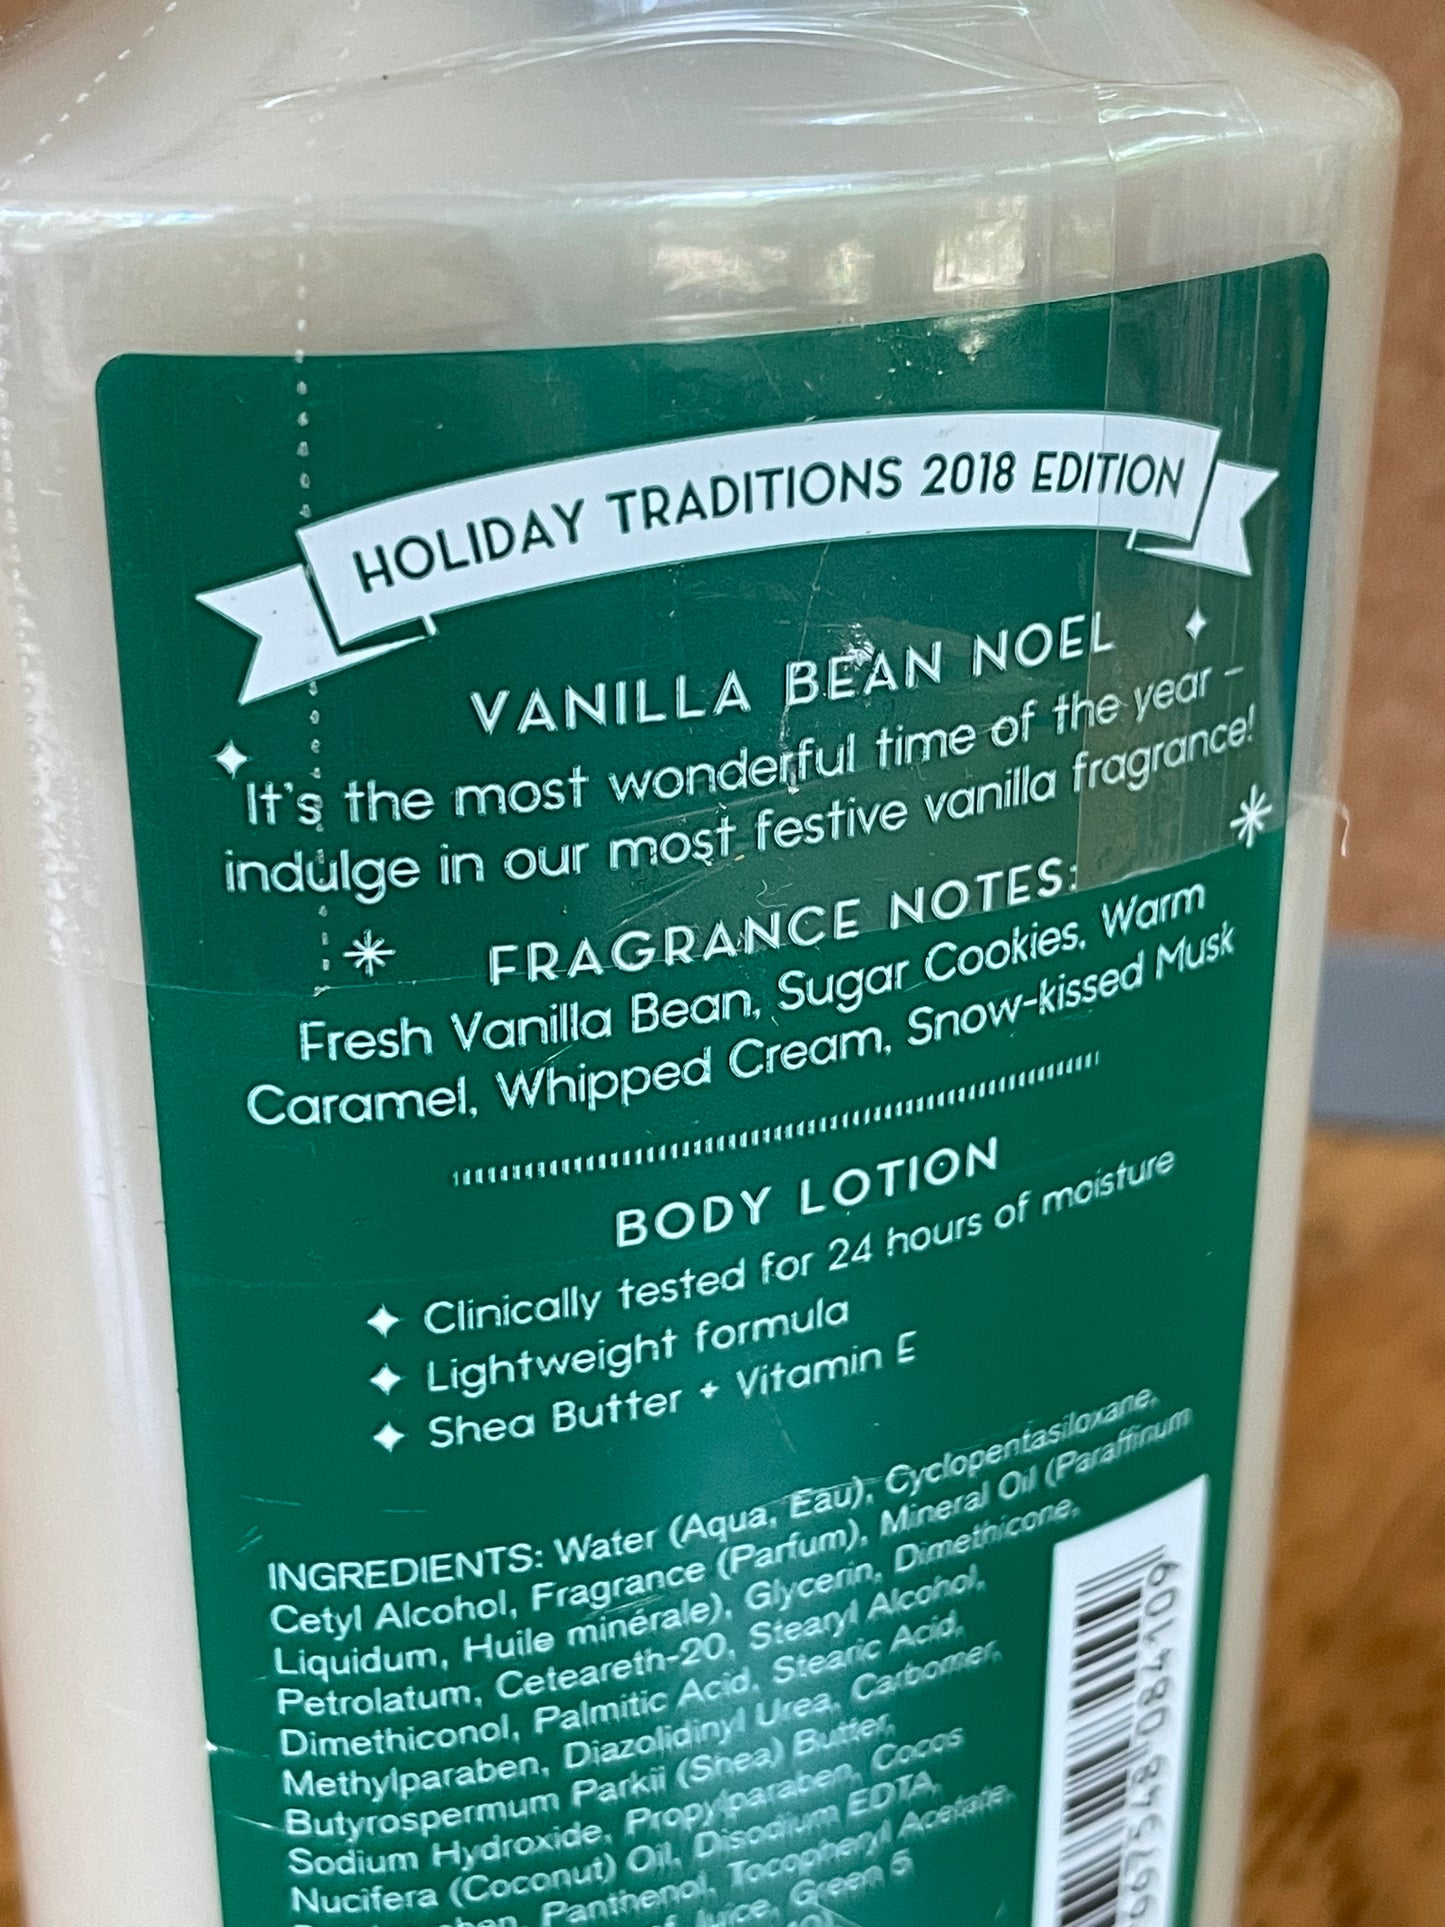 HOLIDAY TRADITIONS 2018 EDITION
VANILLA BEAN NOEL
It's the most wonderful time of the year –
indulge in our most festive vanilla fragrance!
FRAGRANCE NOTES:
Fresh Vanilla Bean, Sugar Cookies, Warm
Caramel, Whipped Cream, Snow-kissed Musk
BODY LOTION
Clinically tested for 24 hours of moisture
Lightweight formula
Shea Butter + Vitamin E
INGREDIENTS: Water (Aqua, Eau), Cyclopentasiloxane,
Cetyl Alcohol, Fragrance (Parfum), Mineral Oil (Paraffinum
Liquidum, Huile minérale), Glycerin, Dimethicone,
Petrolatum, Ceteareth-20, Stearyl Alcohol,
Dimethiconol, Palmitic Acid, Stearic Acid,
Methylparaben, Diazolidinyl Urea, Carbomer,
Butyrospermum Parkii (Shea) Butter,
Sodium Hydroxide, Propylparaben, Cocos
Nucifera (Coconut) Oil, Disodium EDTA,
Panthenol, Tocopheryl Acetate,
Juice, Green 5